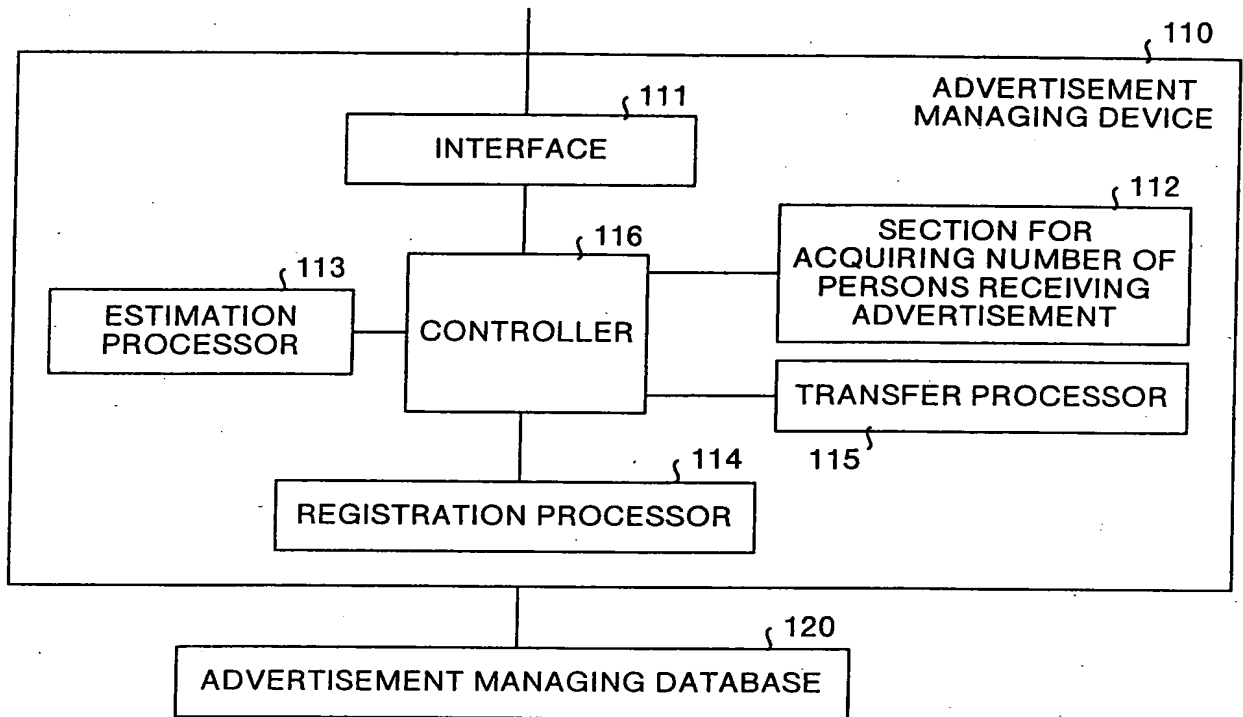 110
ADVERTISEMENT
MANAGING DEVICE
111
INTERFACE
112
SECTION FOR
ACQUIRING NUMBER OF
PERSONS RECEIVING
ADVERTISEMENT
116
CONTROLLER
113
ESTIMATION
PROCESSOR
TRANSFER PROCESSOR
115
114
REGISTRATION PROCESSOR
120
ADVERTISEMENT MANAGING DATABASE